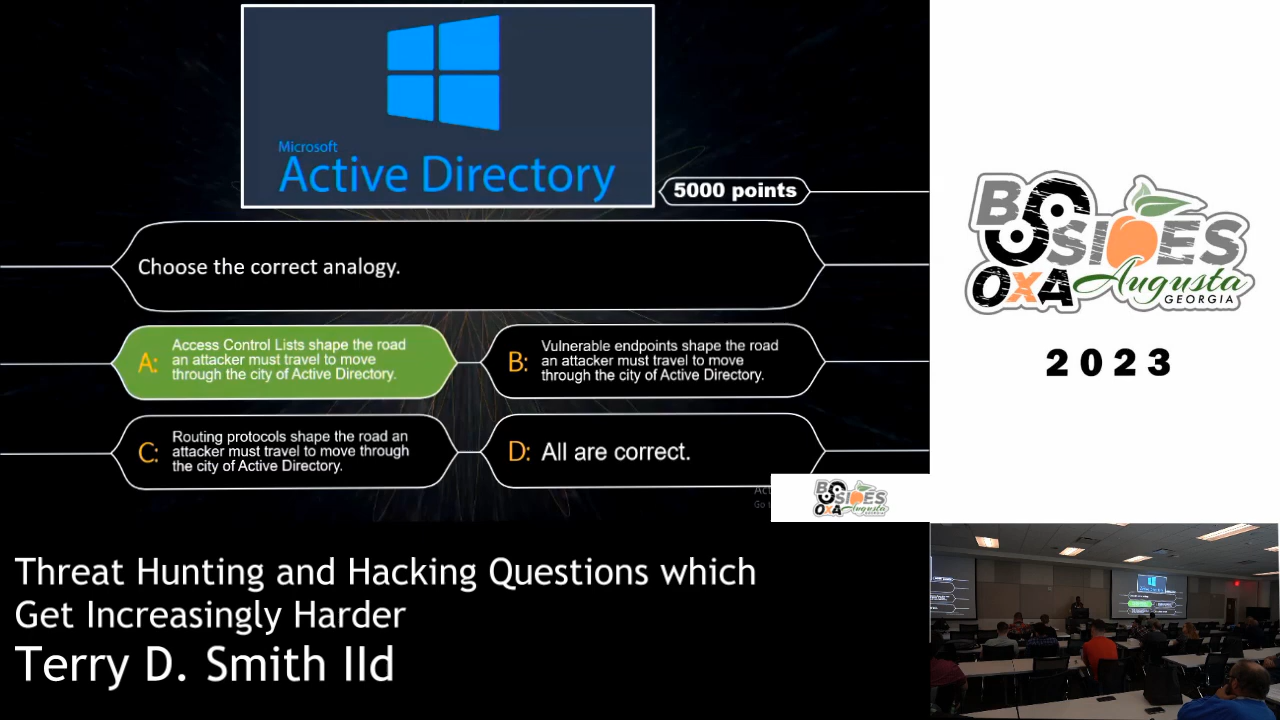 Microsoft
Active Directory
5000 points
Choose the correct analogy.
A: Access Control Lists shape the road
an attacker must travel to move
through the city of Active Directory.
B: Vulnerable endpoints shape the road
an attacker must travel to move
through the city of Active Directory.
C: Routing protocols shape the road an
attacker must travel to move through
the city of Active Directory.
D: All are correct.
BSIDES
OxA Augusta
GEORGIA
2023
BSIDES
OxA Augusta
Threat Hunting and Hacking Questions which
Get Increasingly Harder
Terry D. Smith IId